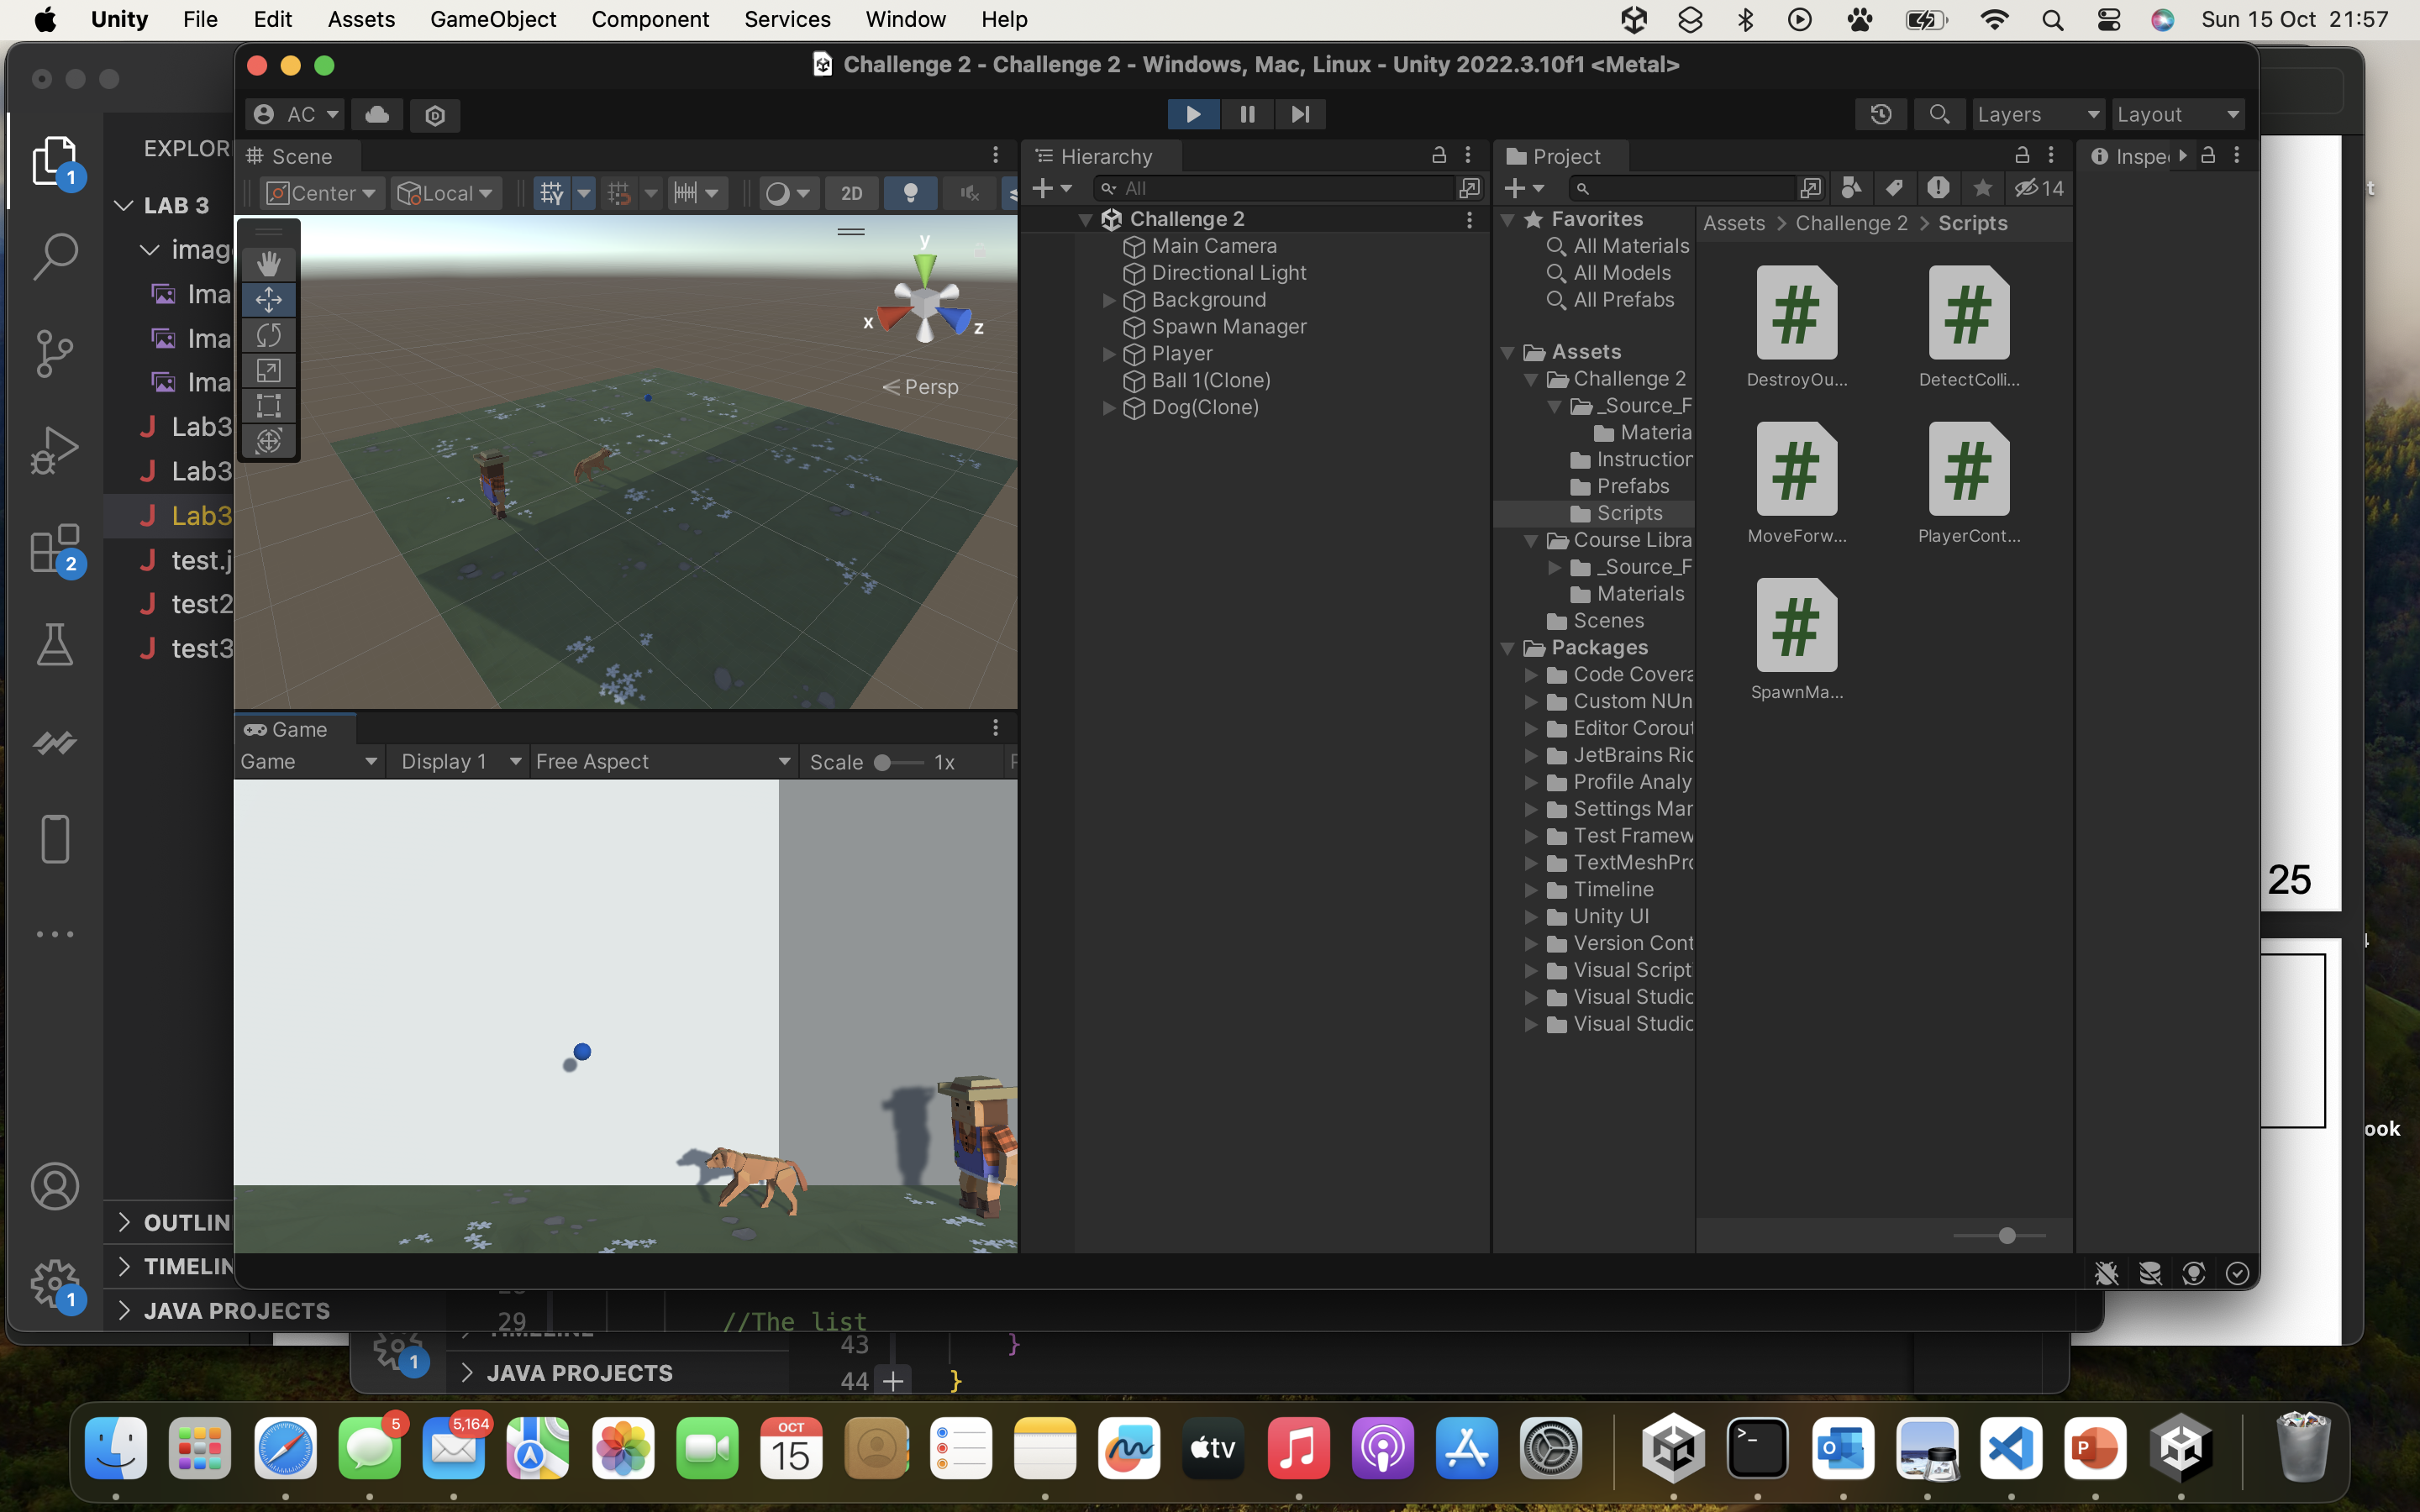 Unity File Edit Assets GameObject Component Services Window Help Sun 15 Oct 21:57
Challenge 2 - Challenge 2 - Windows, Mac, Linux - Unity 2022.3.10f1 <Metal>
AC Layers Layout
EXPLOR
LAB 3
imag
Ima
Ima
Ima
Lab3
Lab3
Lab3
test.j
test2
test3
OUTLIN
TIMELIN
JAVA PROJECTS
1
2
1
Scene
Center Local 2D
y
x
z
Persp
Game
Game Display 1 Free Aspect Scale 1x
Hierarchy
All
Challenge 2
Main Camera
Directional Light
Background
Spawn Manager
Player
Ball 1(Clone)
Dog(Clone)
Project
14
Favorites
All Materials
All Models
All Prefabs
Assets
Challenge 2
_Source_F
Materia
Instruction
Prefabs
Scripts
Course Libra
_Source_F
Materials
Scenes
Packages
Code Covera
Custom NUn
Editor Corout
JetBrains Ric
Profile Analy
Settings Mar
Test Framew
TextMeshPro
Timeline
Unity UI
Version Cont
Visual Script
Visual Studio
Visual Studio
Assets > Challenge 2 > Scripts
DestroyOu... DetectColli...
MoveForw... PlayerCont...
SpawnMa...
Inspe
25
ook
29 //The list
43 }
44 }
1
JAVA PROJECTS
5
5,164
OCT
15
tv